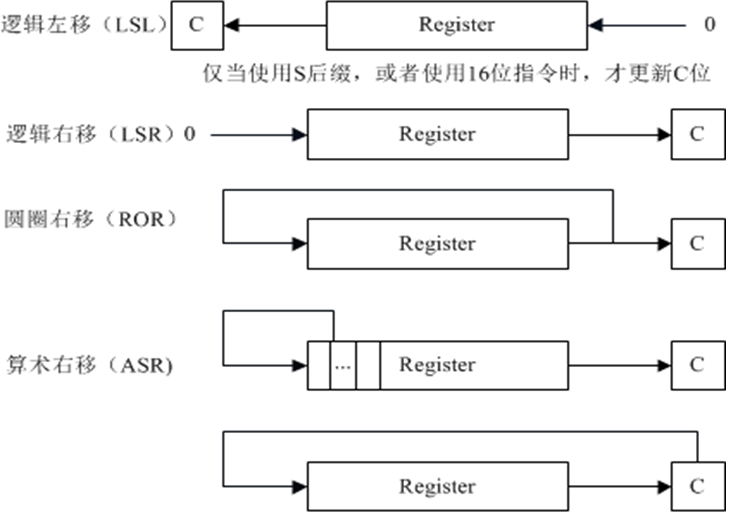 逻辑左移（LSL） C Register 0
仅当使用S后缀，或者使用16位指令时，才更新C位
逻辑右移（LSR）0 Register C
圆圈右移（ROR）
Register C
算术右移（ASR) ... Register C
Register C